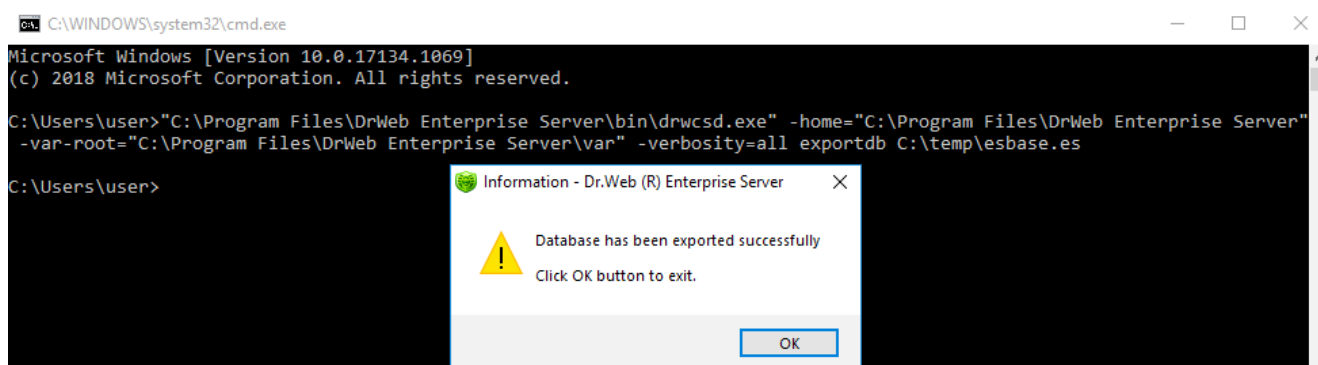 C:\WINDOWS\system32\cmd.exe
Microsoft Windows [Version 10.0.17134.1069]
(c) 2018 Microsoft Corporation. All rights reserved.
C:\Users\user>"C:\Program Files\DrWeb Enterprise Server\bin\drwcsd.exe" -home="C:\Program Files\DrWeb Enterprise Server"
-var-root="C:\Program Files\DrWeb Enterprise Server\var" -verbosity=all exportdb C:\temp\esbase.es
C:\Users\user>
Information - Dr.Web (R) Enterprise Server
Database has been exported successfully
Click OK button to exit.
OK